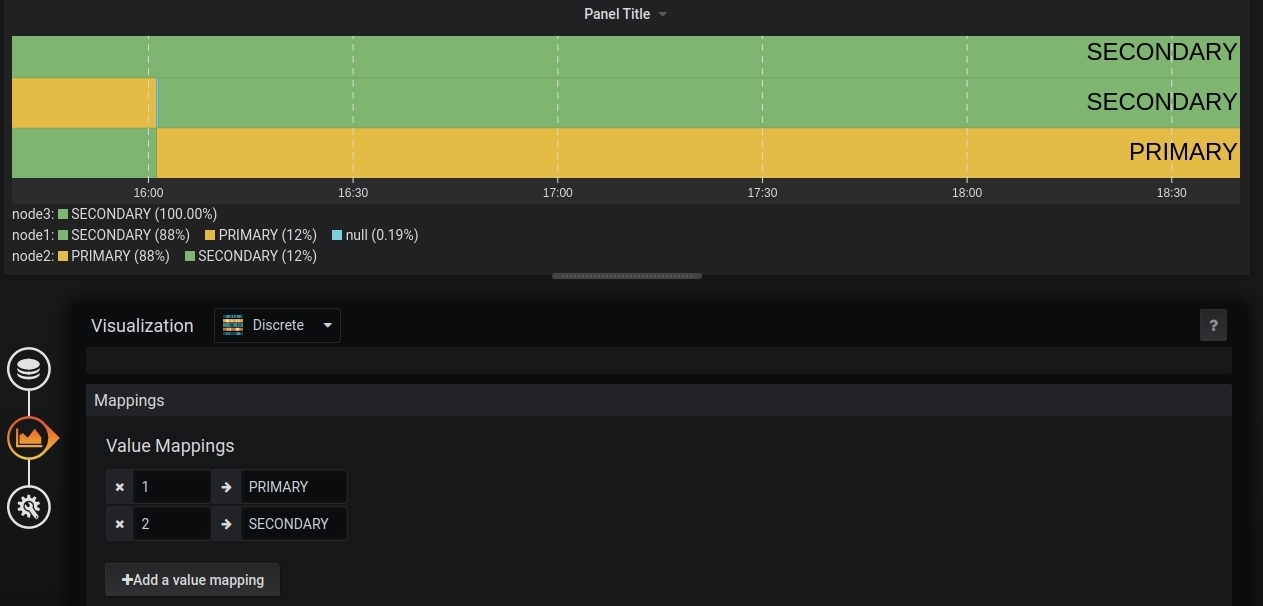 Panel Title
SECONDARY
SECONDARY
PRIMARY
16:00 16:30 17:00 17:30 18:00 18:30
node3: SECONDARY (100.00%)
node1: SECONDARY (88%) PRIMARY (12%) null (0.19%)
node2: PRIMARY (88%) SECONDARY (12%)
Visualization Discrete ?
Mappings
Value Mappings
1 PRIMARY
2 SECONDARY
+Add a value mapping